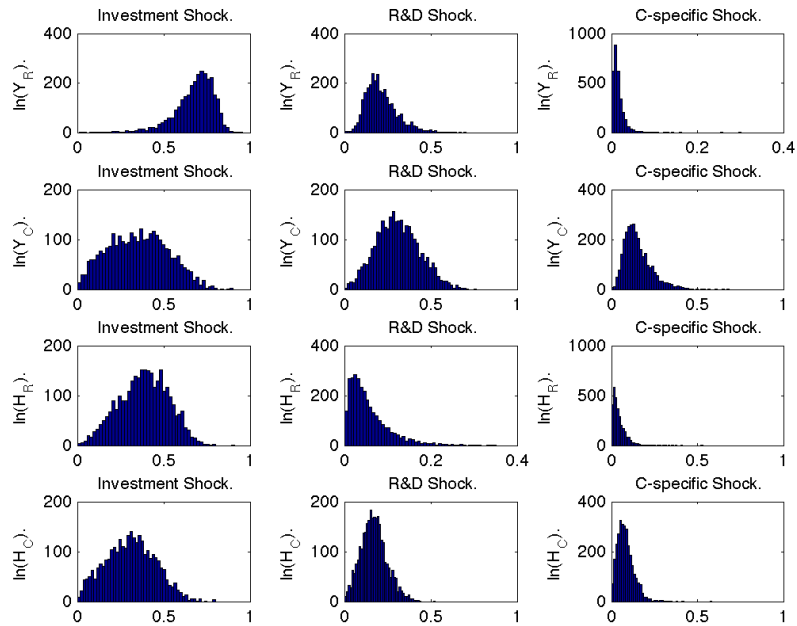 Investment Shock. R&D Shock. C-specific Shock.
ln(Y_R). 400 200 0 0 0.5 1
ln(Y_R). 400 200 0 0 0.5 1
ln(Y_R). 1000 500 0 0 0.2 0.4
Investment Shock. R&D Shock. C-specific Shock.
ln(Y_C). 200 100 0 0 0.5 1
ln(Y_C). 200 100 0 0 0.5 1
ln(Y_C). 400 200 0 0 0.5 1
Investment Shock. R&D Shock. C-specific Shock.
ln(H_R). 200 100 0 0 0.5 1
ln(H_R). 400 200 0 0 0.2 0.4
ln(H_R). 1000 500 0 0 0.5 1
Investment Shock. R&D Shock. C-specific Shock.
ln(H_C). 200 100 0 0 0.5 1
ln(H_C). 200 100 0 0 0.5 1
ln(H_C). 400 200 0 0 0.5 1